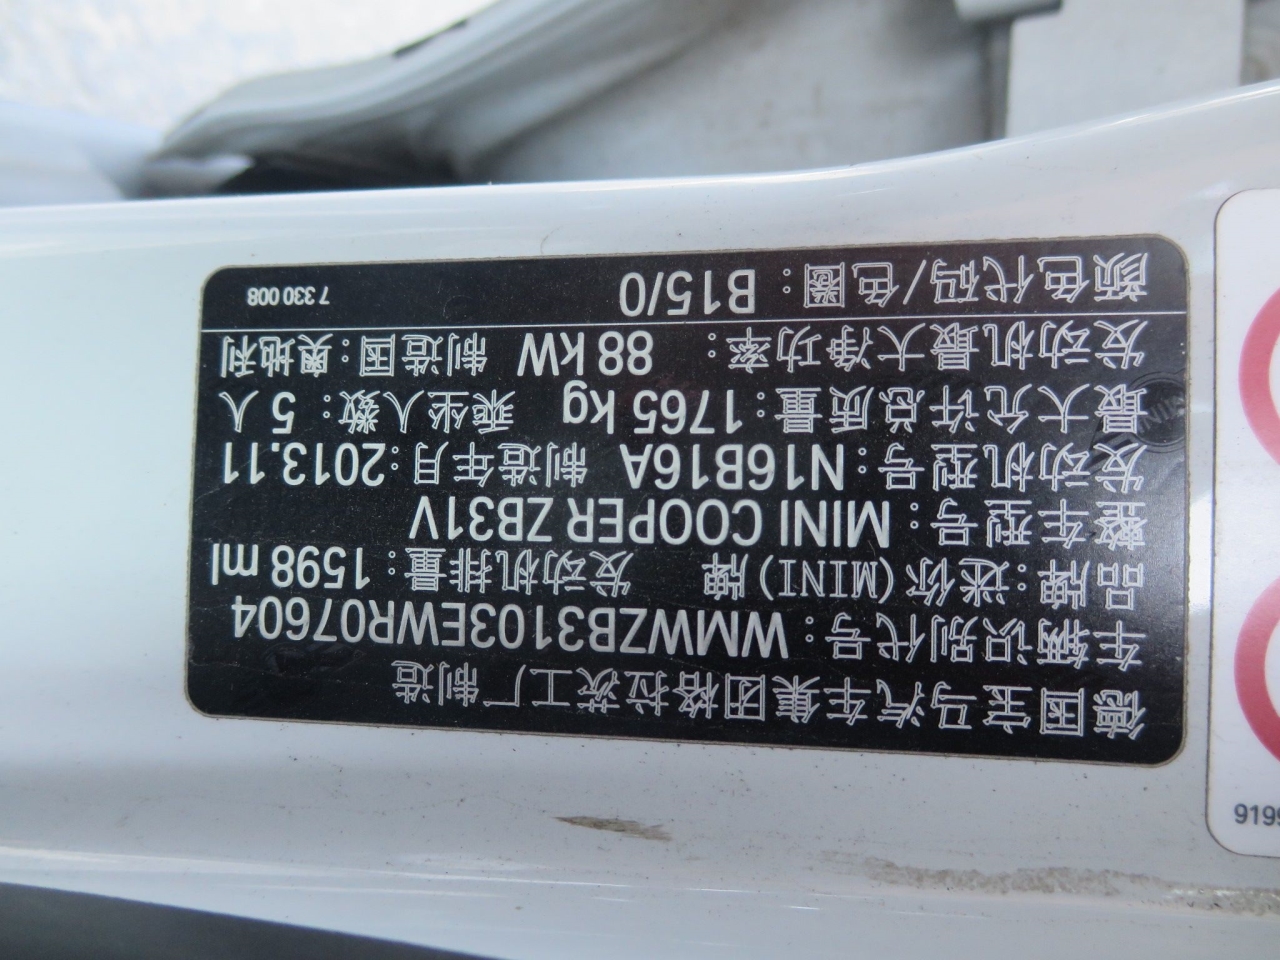 德国宝马汽车集团格拉茨工厂制造
车辆识别代号：WMWZB3103EWR07604
品牌：迷你(MINI)牌 发动机排量：1598 ml
整车型号：MINI COOPER ZB31V
发动机型号：N16B16A 制造年月：2013.11
最大允许总质量：1765 kg 乘坐人数：5 人
发动机最大净功率：88 kW 制造国：奥地利
颜色代码/色圈：B15/0 7 330 008